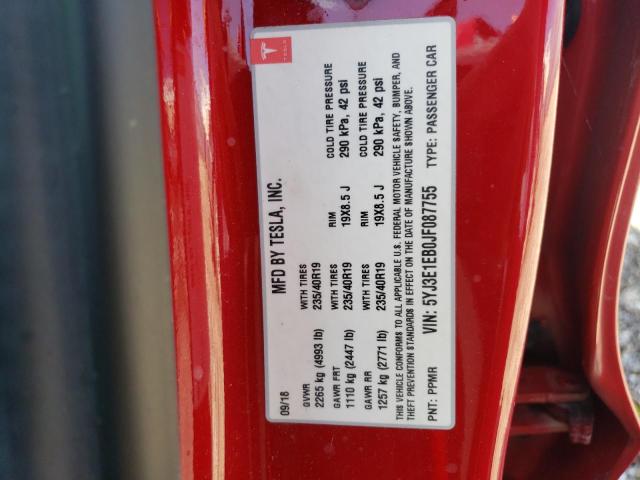 TESLA
09/18 MFD BY TESLA, INC.
GVWR WITH TIRES RIM COLD TIRE PRESSURE
2265 kg (4993 lb) 235/40R19 19X8.5 J 290 kPa, 42 psi
GAWR FRT WITH TIRES RIM COLD TIRE PRESSURE
1110 kg (2447 lb) 235/40R19 19X8.5 J 290 kPa, 42 psi
GAWR RR WITH TIRES
1257 kg (2771 lb) 235/40R19
THIS VEHICLE CONFORMS TO ALL APPLICABLE U.S. FEDERAL MOTOR VEHICLE SAFETY, BUMPER, AND
THEFT PREVENTION STANDARDS IN EFFECT ON THE DATE OF MANUFACTURE SHOWN ABOVE.
PNT: PPMR VIN: 5YJ3E1EB0JF087755 TYPE: PASSENGER CAR